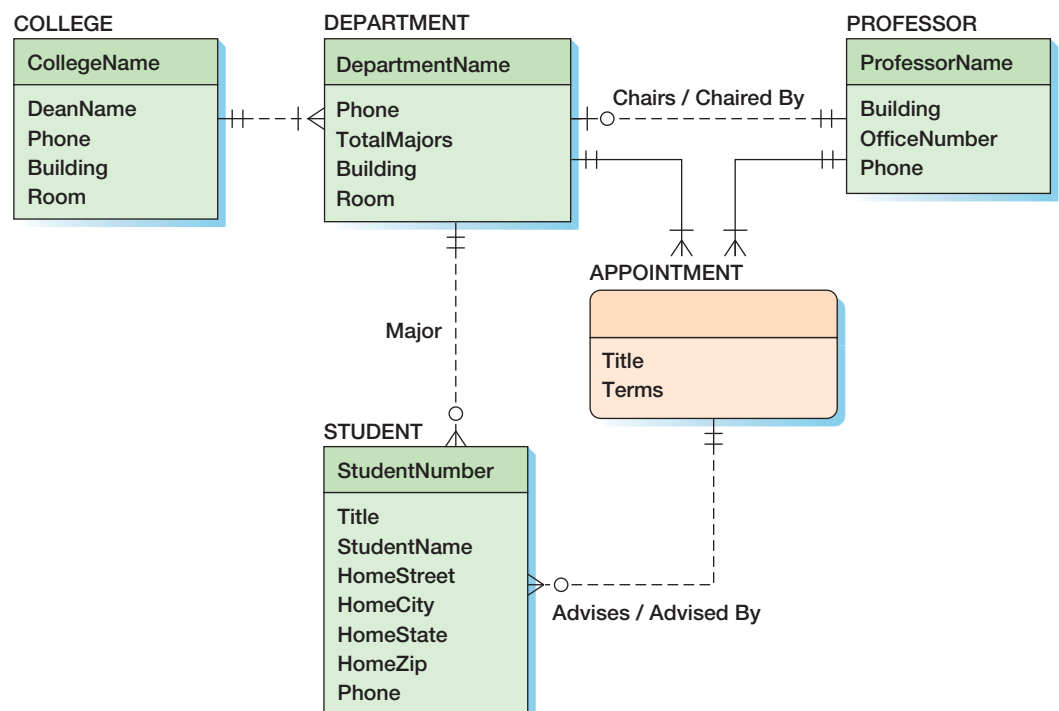 COLLEGE
CollegeName
DeanName
Phone
Building
Room
DEPARTMENT
DepartmentName
Phone
TotalMajors
Building
Room
Chairs / Chaired By
PROFESSOR
ProfessorName
Building
OfficeNumber
Phone
APPOINTMENT
Title
Terms
Major
STUDENT
StudentNumber
Title
StudentName
HomeStreet
HomeCity
HomeState
HomeZip
Phone
Advises / Advised By